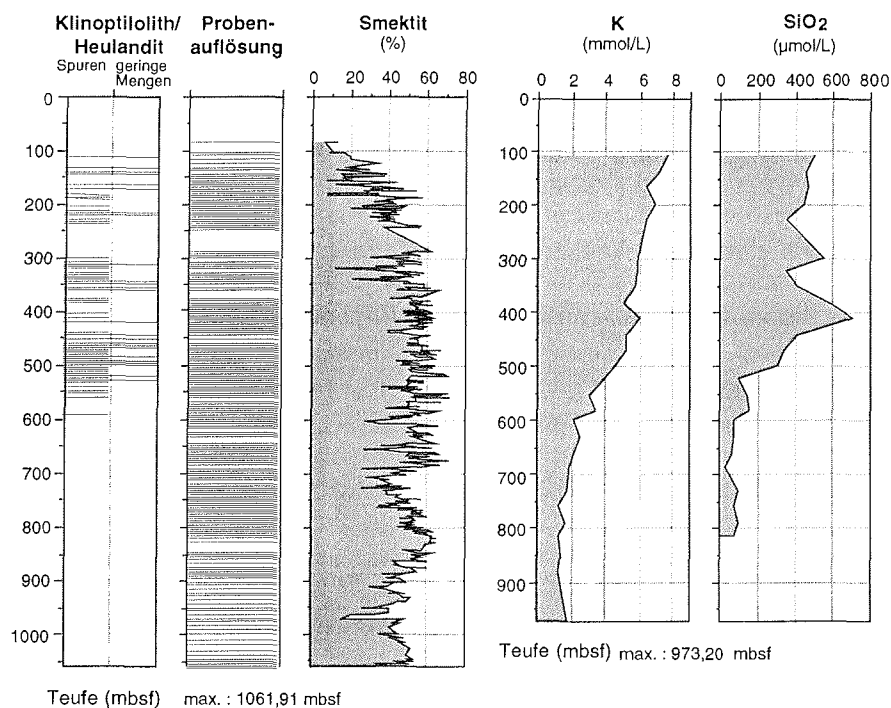 Klinoptilolith/
Heulandit
Spuren geringe
Mengen
Proben-
auflösung
Smektit
(%)
0 20 40 60 80
K
(mmol/L)
0 2 4 6 8
SiO2
(µmol/L)
0 200 400 600 800
0
100
200
300
400
500
600
700
800
900
1000
0
100
200
300
400
500
600
700
800
900
Teufe (mbsf) max. : 973,20 mbsf
Teufe (mbsf) max. : 1061,91 mbsf